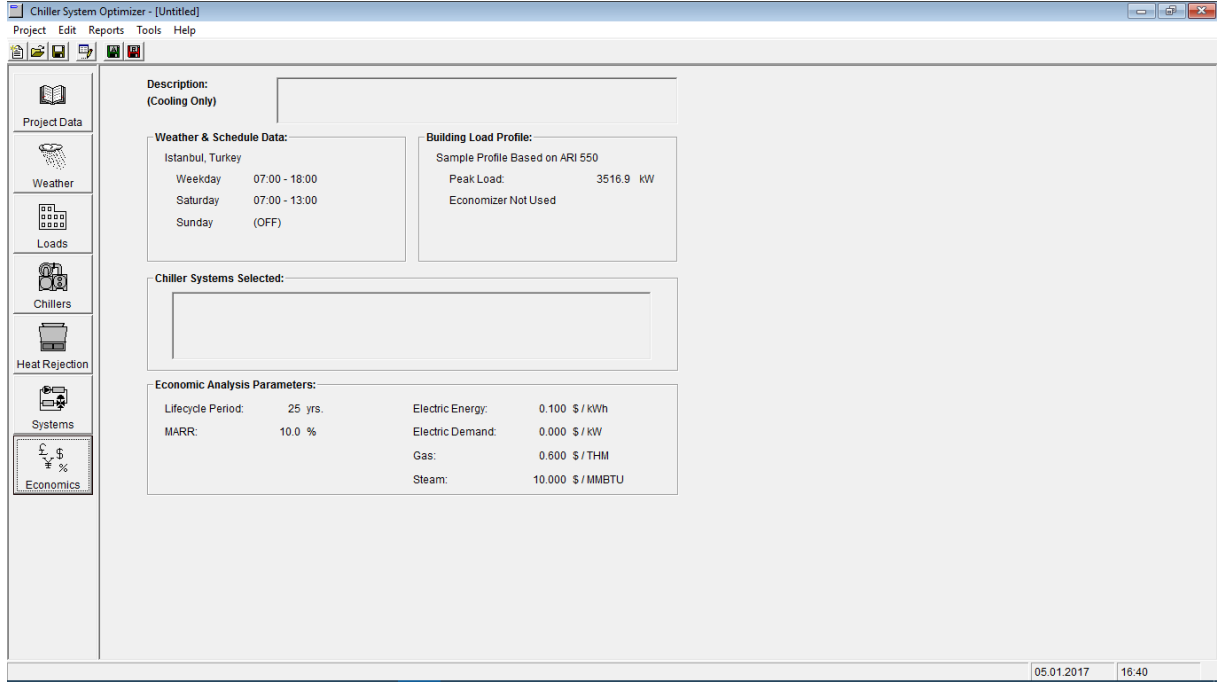 Chiller System Optimizer - [Untitled]
Project Edit Reports Tools Help
Project Data
Weather
Loads
Chillers
Heat Rejection
Systems
£ $ ¥ %
Economics
Description:
(Cooling Only)
Weather & Schedule Data:
Istanbul, Turkey
Weekday 07:00 - 18:00
Saturday 07:00 - 13:00
Sunday (OFF)
Building Load Profile:
Sample Profile Based on ARI 550
Peak Load: 3516.9 kW
Economizer Not Used
Chiller Systems Selected:
Economic Analysis Parameters:
Lifecycle Period: 25 yrs.
MARR: 10.0 %
Electric Energy: 0.100 $ / kWh
Electric Demand: 0.000 $ / kW
Gas: 0.600 $ / THM
Steam: 10.000 $ / MMBTU
05.01.2017 16:40